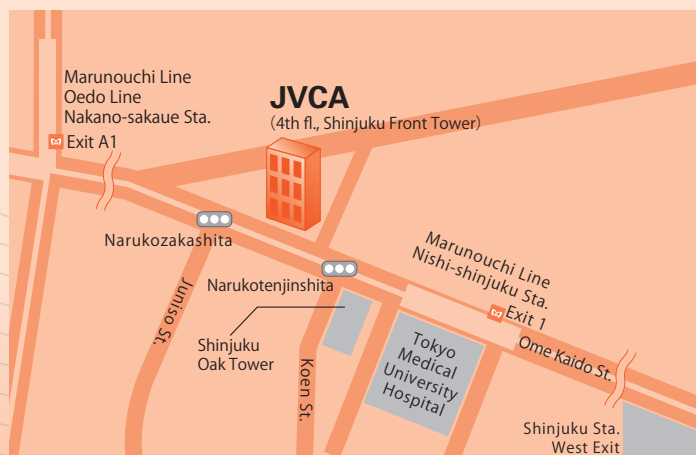 Marunouchi Line
Oedo Line
Nakano-sakaue Sta.
Exit A1
JVCA
(4th fl., Shinjuku Front Tower)
Narukozakashita
Narukotenjinshita
Marunouchi Line
Nishi-shinjuku Sta.
Exit 1
Juniso St.
Shinjuku
Oak Tower
Koen St.
Tokyo
Medical
University
Hospital
Ome Kaido St.
Shinjuku Sta.
West Exit